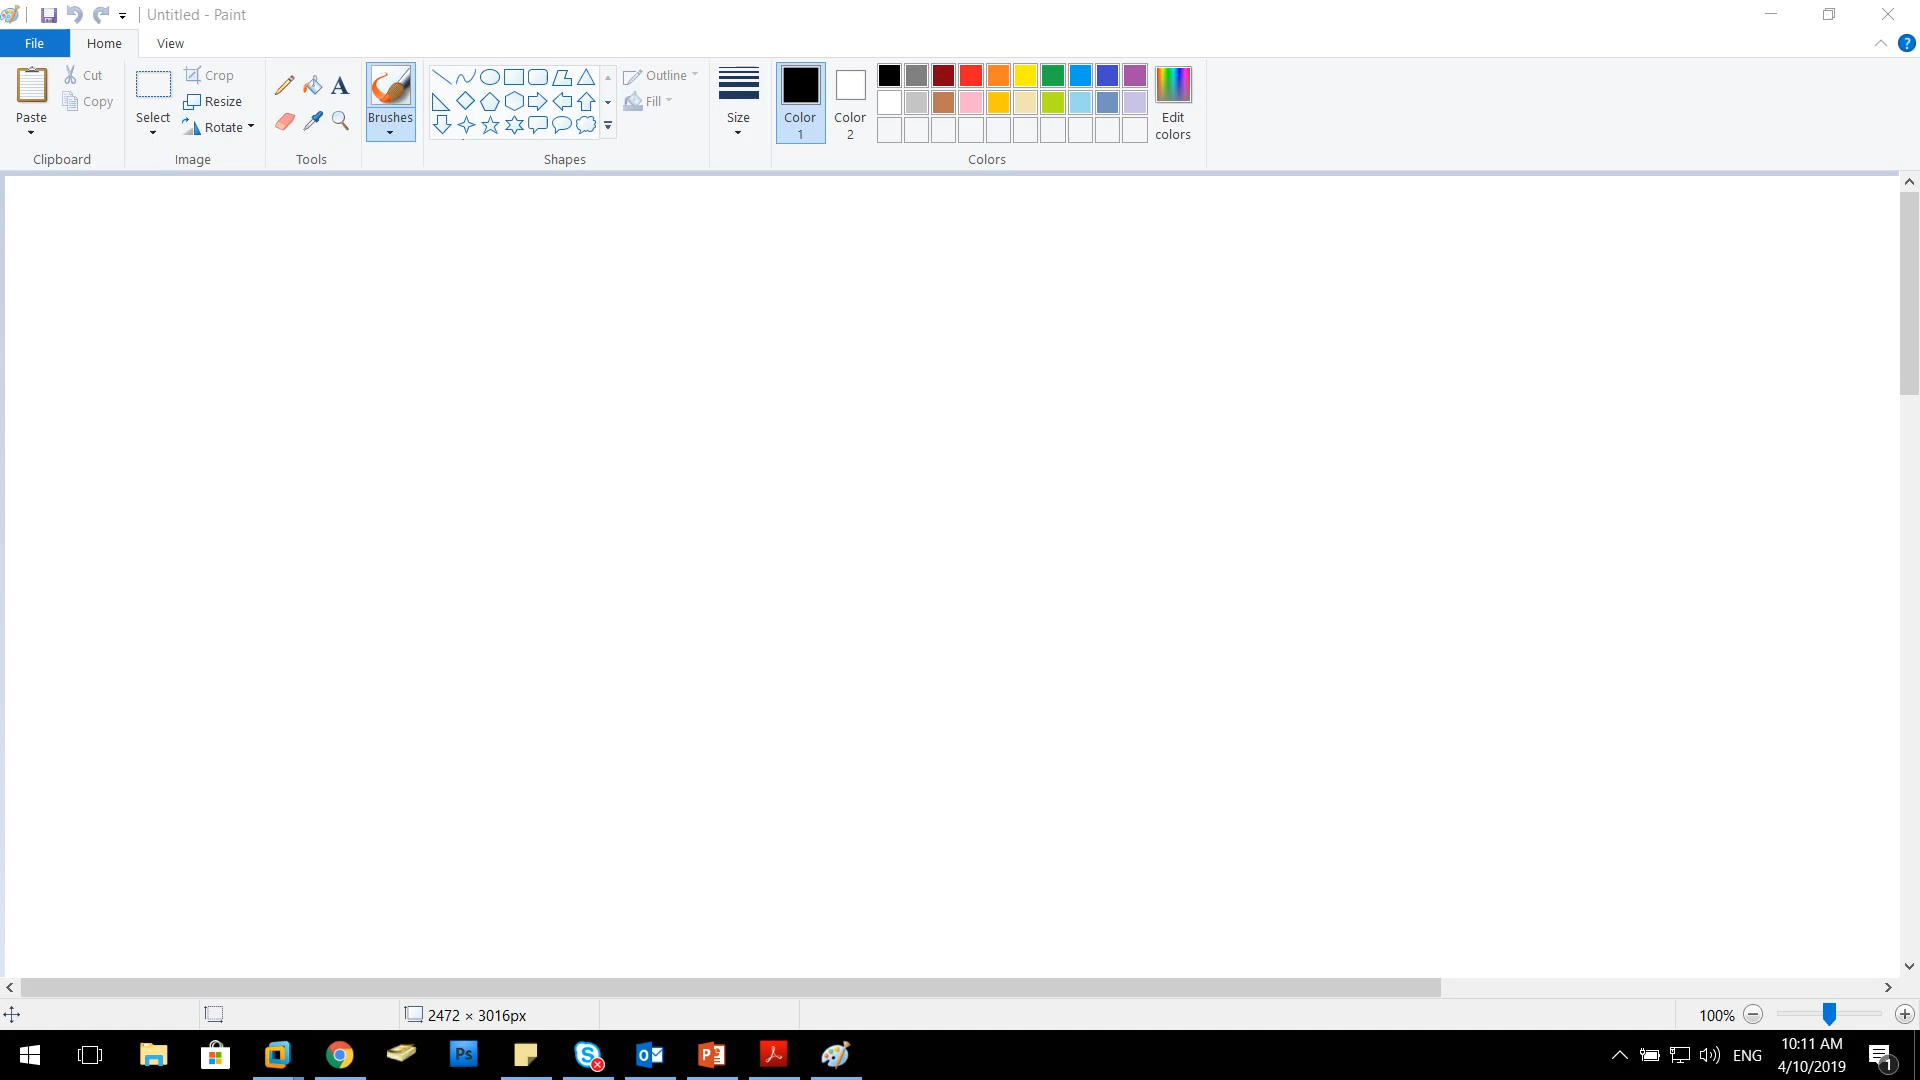 Untitled - Paint
File Home View
Paste
Cut
Copy
Clipboard
Select
Crop
Resize
Rotate
Image
A
Tools
Brushes
Shapes
Outline
Fill
Size
Color 1
Color 2
Edit colors
Colors
2472 × 3016px
100%
Ps
ENG
10:11 AM
4/10/2019
1